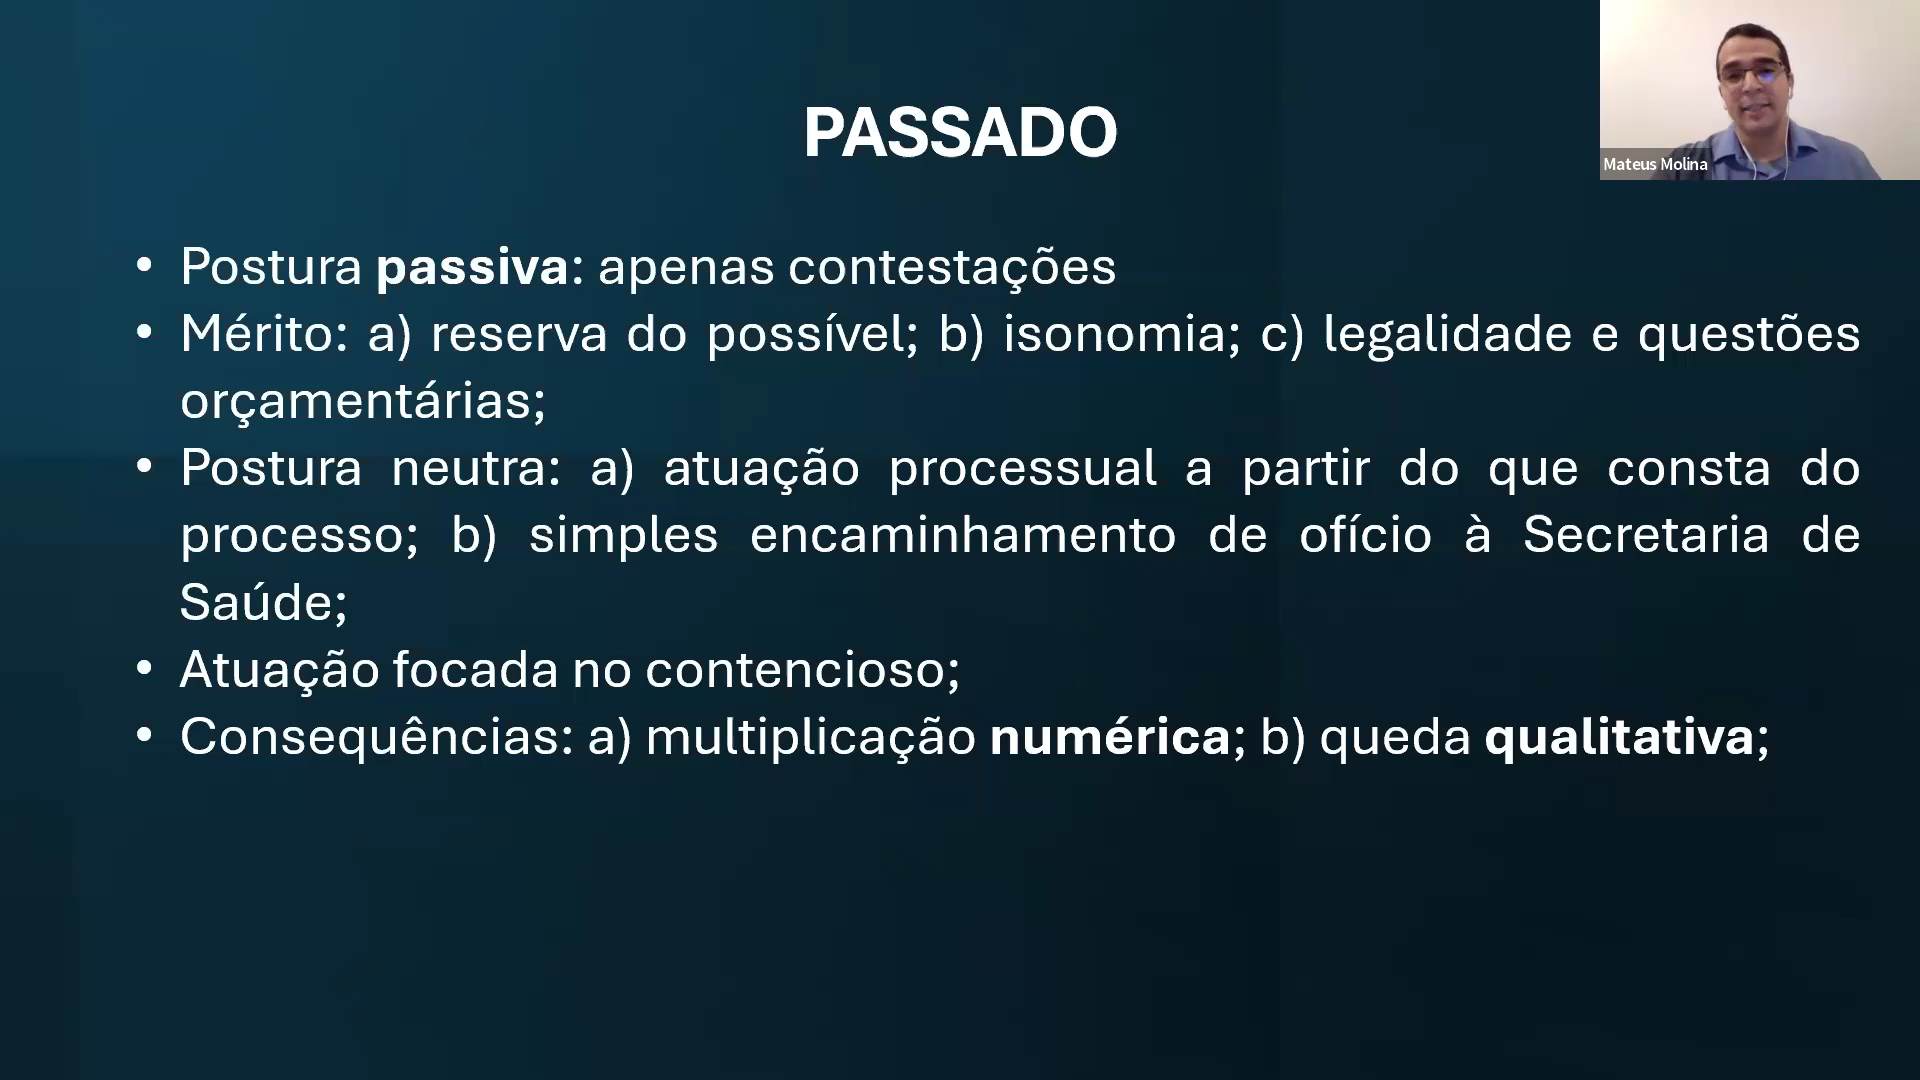 PASSADO
Mateus Molina
• Postura passiva: apenas contestações
• Mérito: a) reserva do possível; b) isonomia; c) legalidade e questões
orçamentárias;
• Postura neutra: a) atuação processual a partir do que consta do
processo; b) simples encaminhamento de ofício à Secretaria de
Saúde;
• Atuação focada no contencioso;
• Consequências: a) multiplicação numérica; b) queda qualitativa;